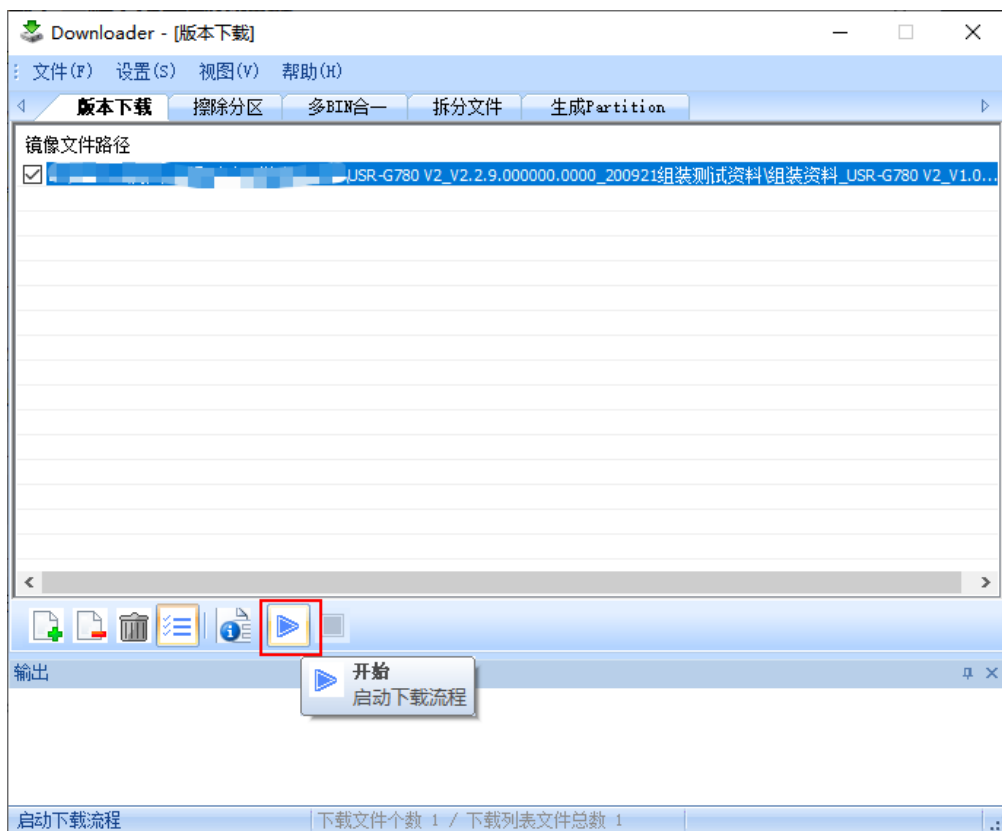 Downloader - [版本下载]
文件(F) 设置(S) 视图(V) 帮助(H)
版本下载 擦除分区 多BIN合一 拆分文件 生成Partition
镜像文件路径
USR-G780 V2_V2.2.9.000000.0000_200921组装测试资料\组装资料_USR-G780 V2_V1.0...
输出
开始
启动下载流程
启动下载流程 下载文件个数 1 / 下载列表文件总数 1